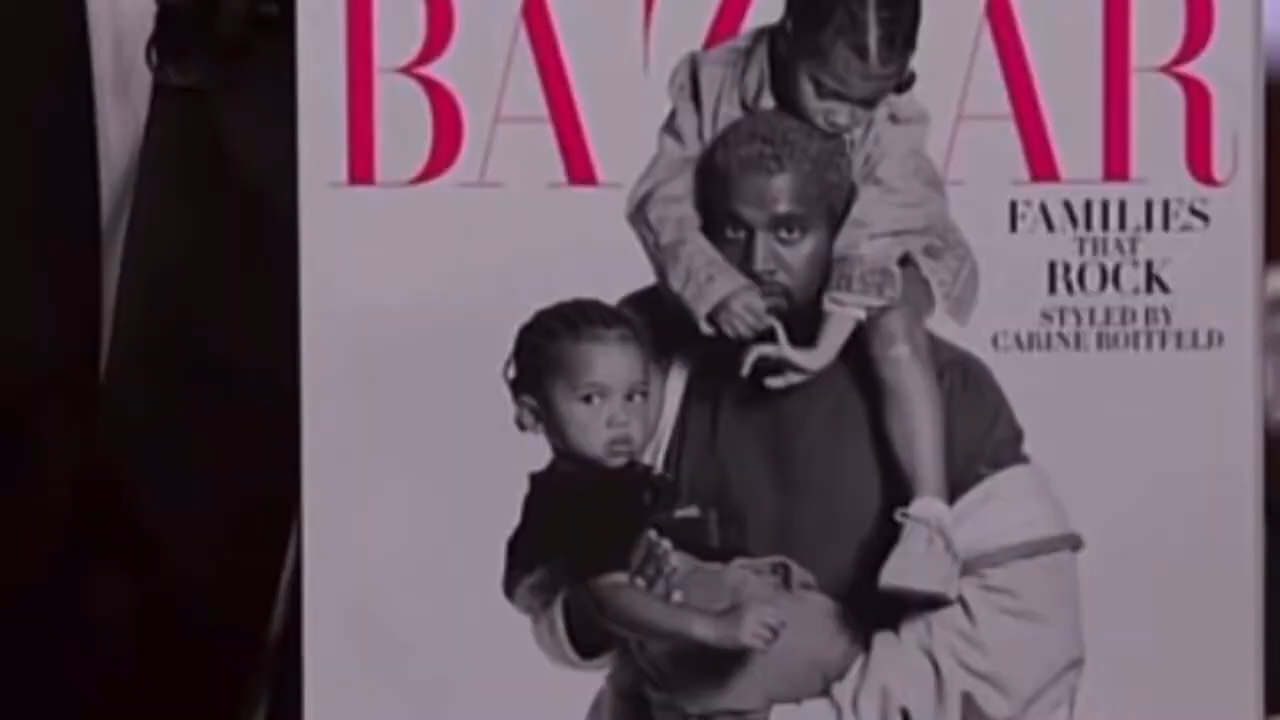 BAZAAR
FAMILIES
THAT
ROCK
STYLED BY
CARINE ROITFELD